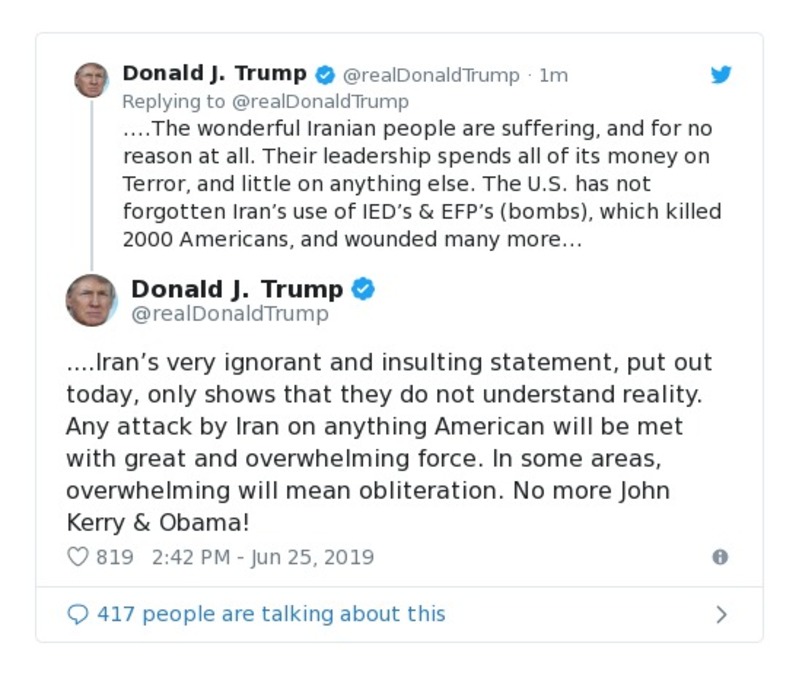 Donald J. Trump @realDonaldTrump · 1m
Replying to @realDonaldTrump
....The wonderful Iranian people are suffering, and for no
reason at all. Their leadership spends all of its money on
Terror, and little on anything else. The U.S. has not
forgotten Iran’s use of IED’s & EFP’s (bombs), which killed
2000 Americans, and wounded many more...
Donald J. Trump
@realDonaldTrump
....Iran’s very ignorant and insulting statement, put out
today, only shows that they do not understand reality.
Any attack by Iran on anything American will be met
with great and overwhelming force. In some areas,
overwhelming will mean obliteration. No more John
Kerry & Obama!
819 2:42 PM - Jun 25, 2019
417 people are talking about this